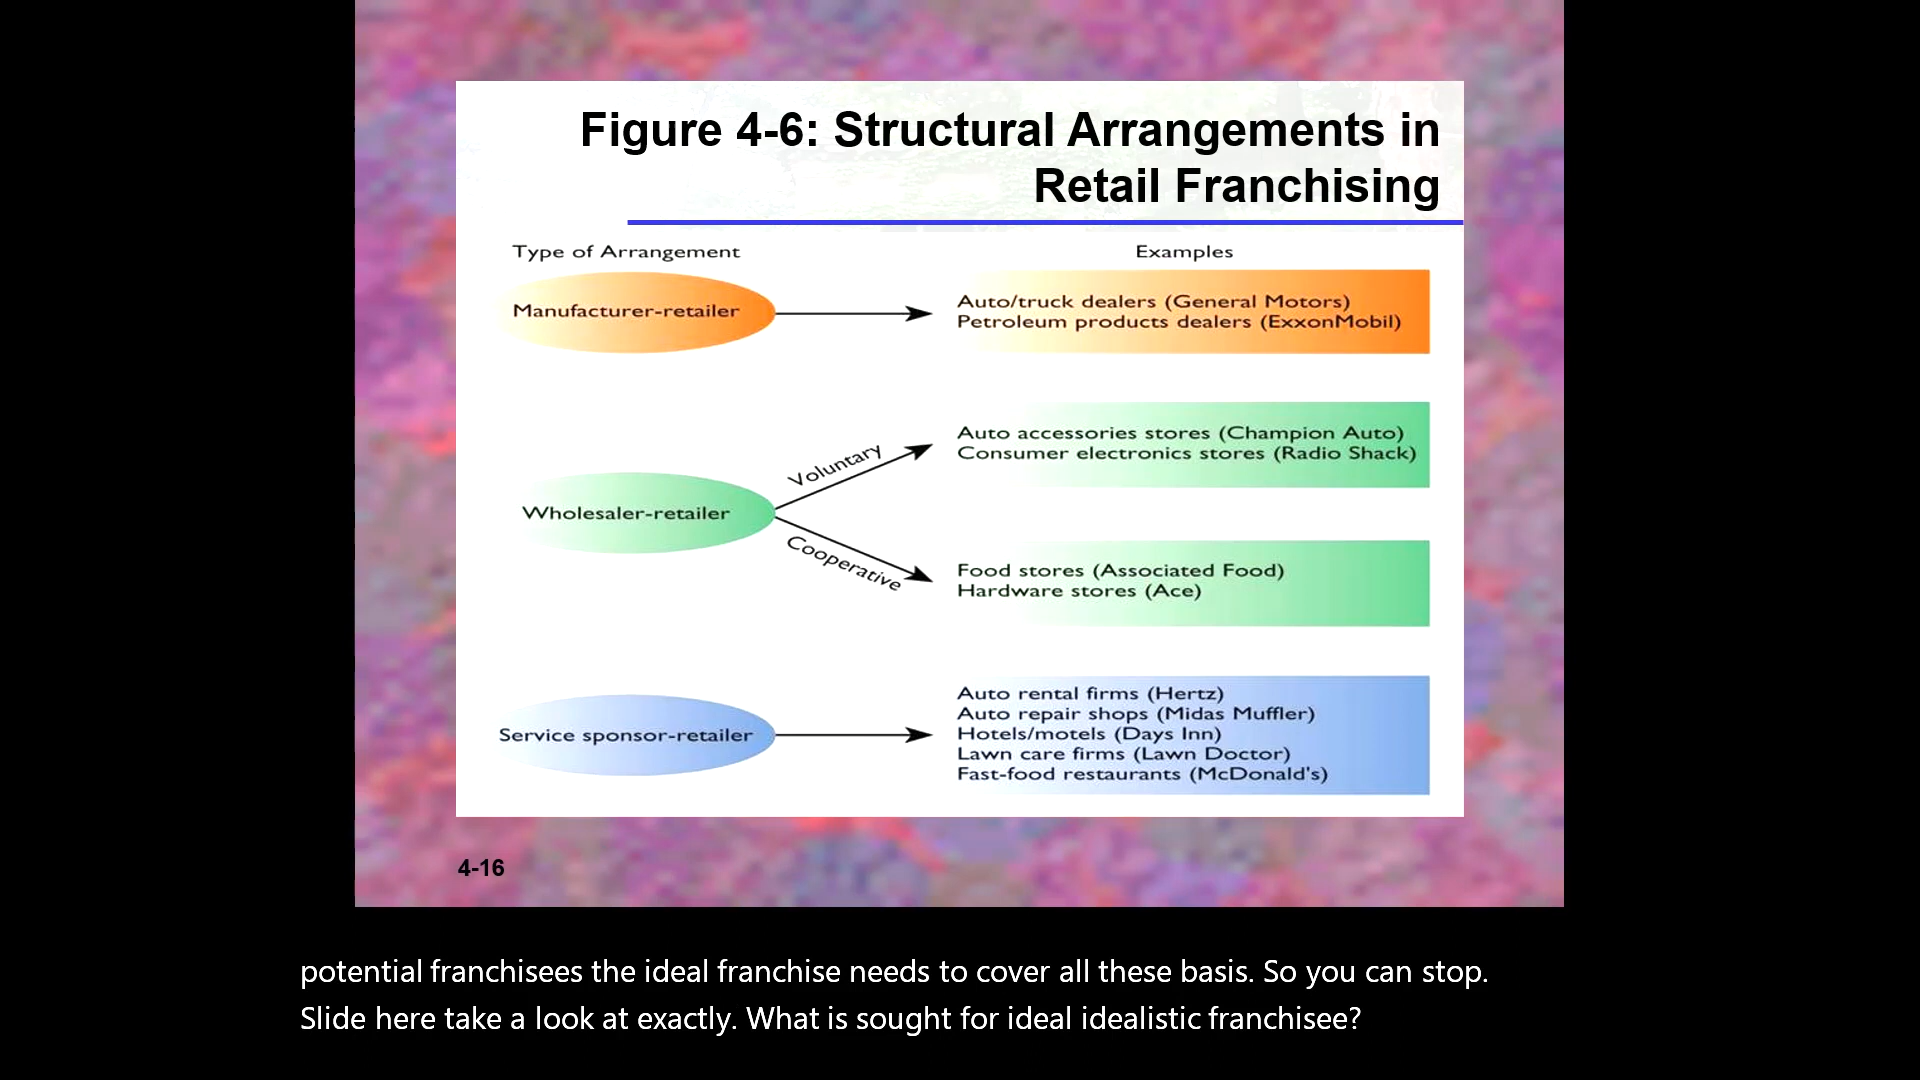 Figure 4-6: Structural Arrangements in
Retail Franchising
Type of Arrangement
Examples
Manufacturer-retailer
Auto/truck dealers (General Motors)
Petroleum products dealers (ExxonMobil)
Wholesaler-retailer
Voluntary
Auto accessories stores (Champion Auto)
Consumer electronics stores (Radio Shack)
Cooperative
Food stores (Associated Food)
Hardware stores (Ace)
Service sponsor-retailer
Auto rental firms (Hertz)
Auto repair shops (Midas Muffler)
Hotels/motels (Days Inn)
Lawn care firms (Lawn Doctor)
Fast-food restaurants (McDonald's)
4-16
potential franchisees the ideal franchise needs to cover all these basis. So you can stop.
Slide here take a look at exactly. What is sought for ideal idealistic franchisee?